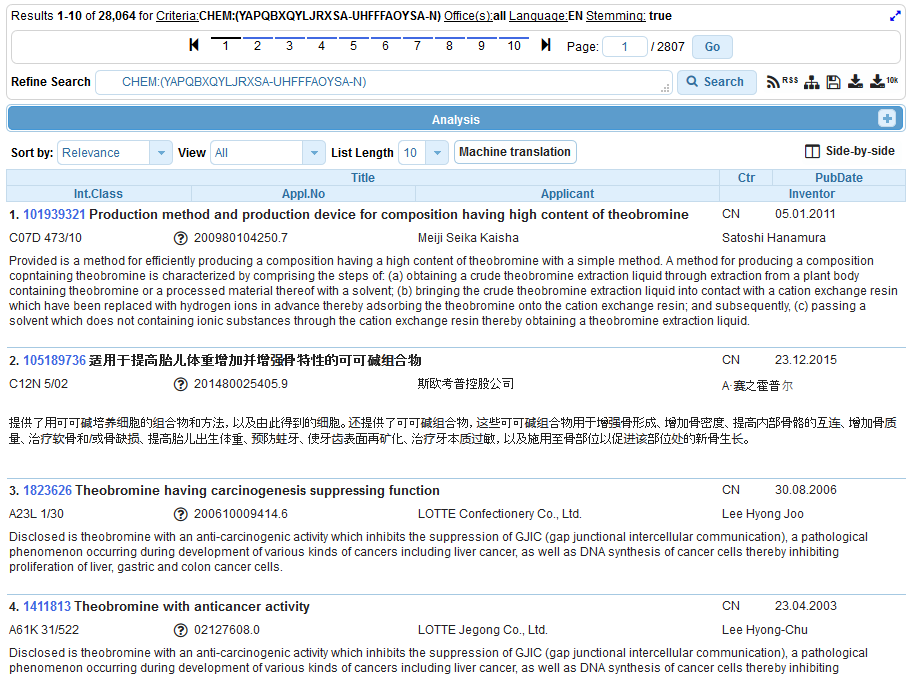 Results 1-10 of 28,064 for Criteria:CHEM:(YAPQBXQYLJRXSA-UHFFFAOYSA-N) Office(s):all Language:EN Stemming: true
1 2 3 4 5 6 7 8 9 10 Page: 1 / 2807 Go
Refine Search CHEM:(YAPQBXQYLJRXSA-UHFFFAOYSA-N) Search RSS 10k
Analysis
Sort by: Relevance View All List Length 10 Machine translation Side-by-side
Title Ctr PubDate
Int.Class Appl.No Applicant Inventor
1. 101939321 Production method and production device for composition having high content of theobromine CN 05.01.2011
C07D 473/10 200980104250.7 Meiji Seika Kaisha Satoshi Hanamura
Provided is a method for efficiently producing a composition having a high content of theobromine with a simple method. A method for producing a composition
copntaining theobromine is characterized by comprising the steps of: (a) obtaining a crude theobromine extraction liquid through extraction from a plant body
containing theobromine or a processed material thereof with a solvent; (b) bringing the crude theobromine extraction liquid into contact with a cation exchange resin
which have been replaced with hydrogen ions in advance thereby adsorbing the theobromine onto the cation exchange resin; and subsequently, (c) passing a
solvent which does not containing ionic substances through the cation exchange resin thereby obtaining a theobromine extraction liquid.
2. 105189736 适用于提高胎儿体重增加并增强骨特性的可可碱组合物 CN 23.12.2015
C12N 5/02 201480025405.9 斯欧考普控股公司 A·赛之霍普尔
提供了用可可碱培养细胞的组合物和方法，以及由此得到的细胞。还提供了可可碱组合物，这些可可碱组合物用于增强骨形成、增加骨密度、提高内部骨骼的互连、增加骨质
量、治疗软骨和/或骨缺损、提高胎儿出生体重、预防蛀牙、使牙齿表面再矿化、治疗牙本质过敏，以及施用至骨部位以促进该部位处的新骨生长。
3. 1823626 Theobromine having carcinogenesis suppressing function CN 30.08.2006
A23L 1/30 200610009414.6 LOTTE Confectionery Co., Ltd. Lee Hyong Joo
Disclosed is theobromine with an anti-carcinogenic activity which inhibits the suppression of GJIC (gap junctional intercellular communication), a pathological
phenomenon occurring during development of various kinds of cancers including liver cancer, as well as DNA synthesis of cancer cells thereby inhibiting
proliferation of liver, gastric and colon cancer cells.
4. 1411813 Theobromine with anticancer activity CN 23.04.2003
A61K 31/522 02127608.0 LOTTE Jegong Co., Ltd. Lee Hyong-Chu
Disclosed is theobromine with an anti-carcinogenic activity which inhibits the suppression of GJIC (gap junctional intercellular communication), a pathological
phenomenon occurring during development of various kinds of cancers including liver cancer, as well as DNA synthesis of cancer cells thereby inhibiting